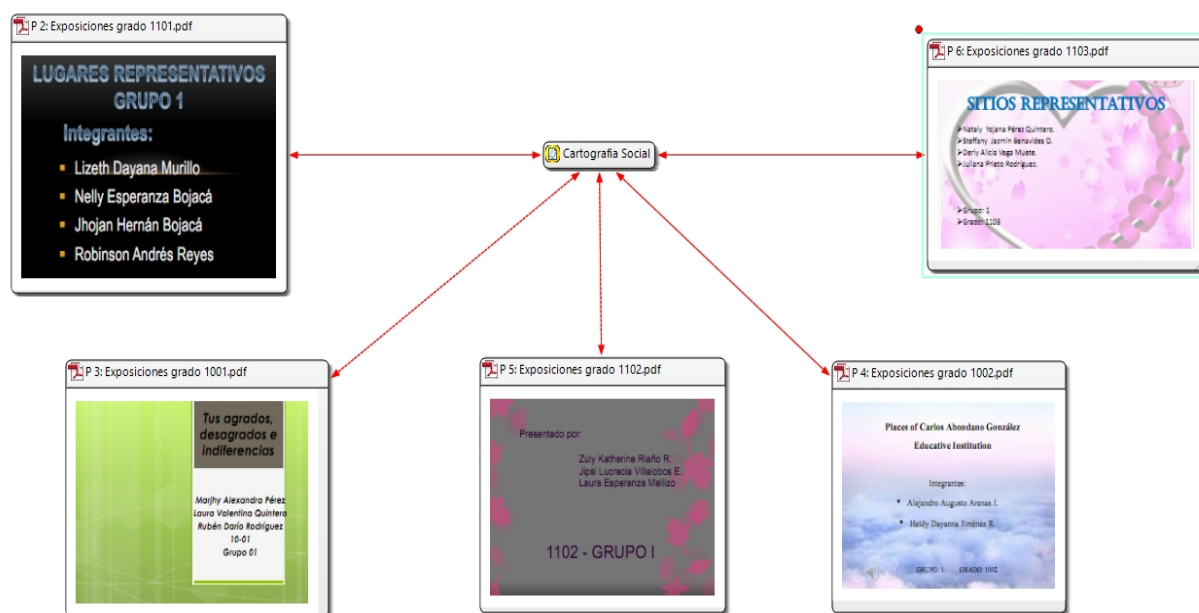 P 2: Exposiciones grado 1101.pdf
LUGARES REPRESENTATIVOS
GRUPO 1
Integrantes:
Lizeth Dayana Murillo
Nelly Esperanza Bojacá
Jhojan Hernán Bojacá
Robinson Andrés Reyes
Cartografia Social
P 6: Exposiciones grado 1103.pdf
SITIOS REPRESENTATIVOS
Nataly Yojana Pérez Quintero.
Steffany Jazmin Benavides O.
Derly Alicia Vega Muete.
Juliana Prieto Rodríguez.
Grupo: 1
Grado: 1103
P 3: Exposiciones grado 1001.pdf
Tus agrados,
desagrados e
indiferencias
Marjhy Alexandra Pérez
Laura Valentina Quintero
Rubén Darío Rodríguez
10-01
Grupo 01
P 5: Exposiciones grado 1102.pdf
Presentado por:
Zuly Katherine Riaño R.
Jipsi Lucrecia Villalobos E.
Laura Esperanza Mellizo
1102 - GRUPO I
P 4: Exposiciones grado 1002.pdf
Places of Carlos Abondano González
Educative Institution
Integrantes:
Alejandro Augusto Arenas J.
Heidy Dayanna Jiménez R.
GRUPO: 1 GRADO: 1002